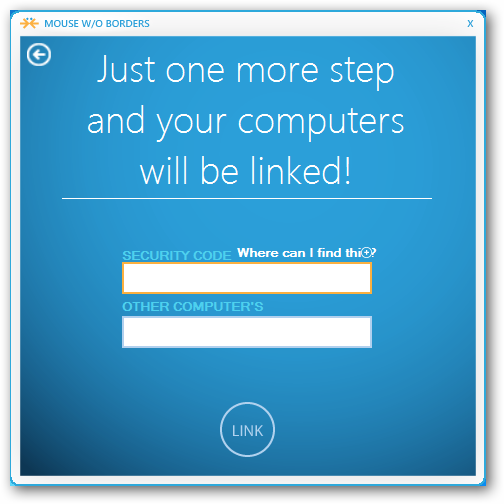 MOUSE W/O BORDERS X
Just one more step
and your computers
will be linked!
SECURITY CODE Where can I find this?
OTHER COMPUTER'S
LINK